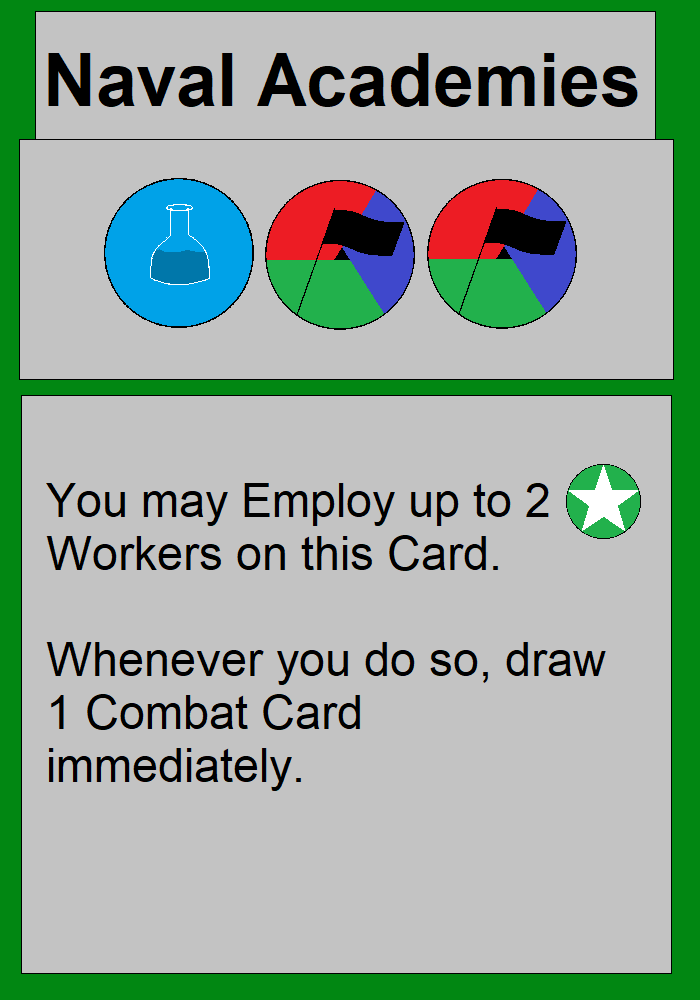 Naval Academies
You may Employ up to 2
Workers on this Card.
Whenever you do so, draw
1 Combat Card
immediately.